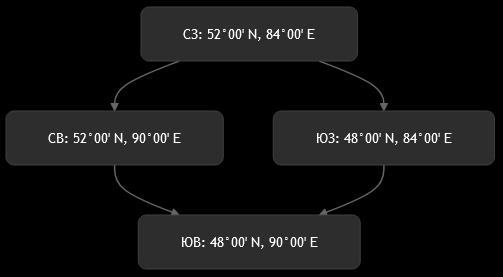 СЗ: 52°00' N, 84°00' E
СВ: 52°00' N, 90°00' E
ЮЗ: 48°00' N, 84°00' E
ЮВ: 48°00' N, 90°00' E